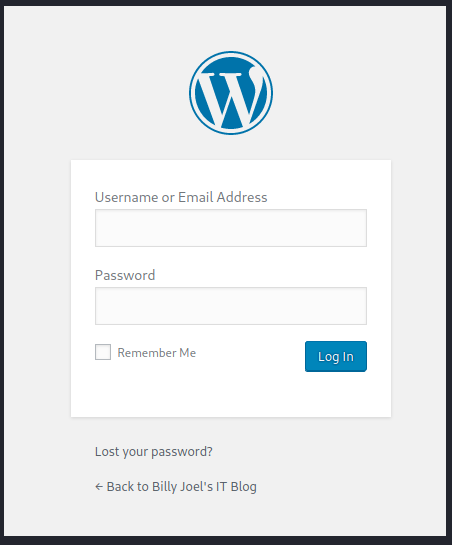 Username or Email Address
Password
Remember Me
Log In
Lost your password?
← Back to Billy Joel's IT Blog